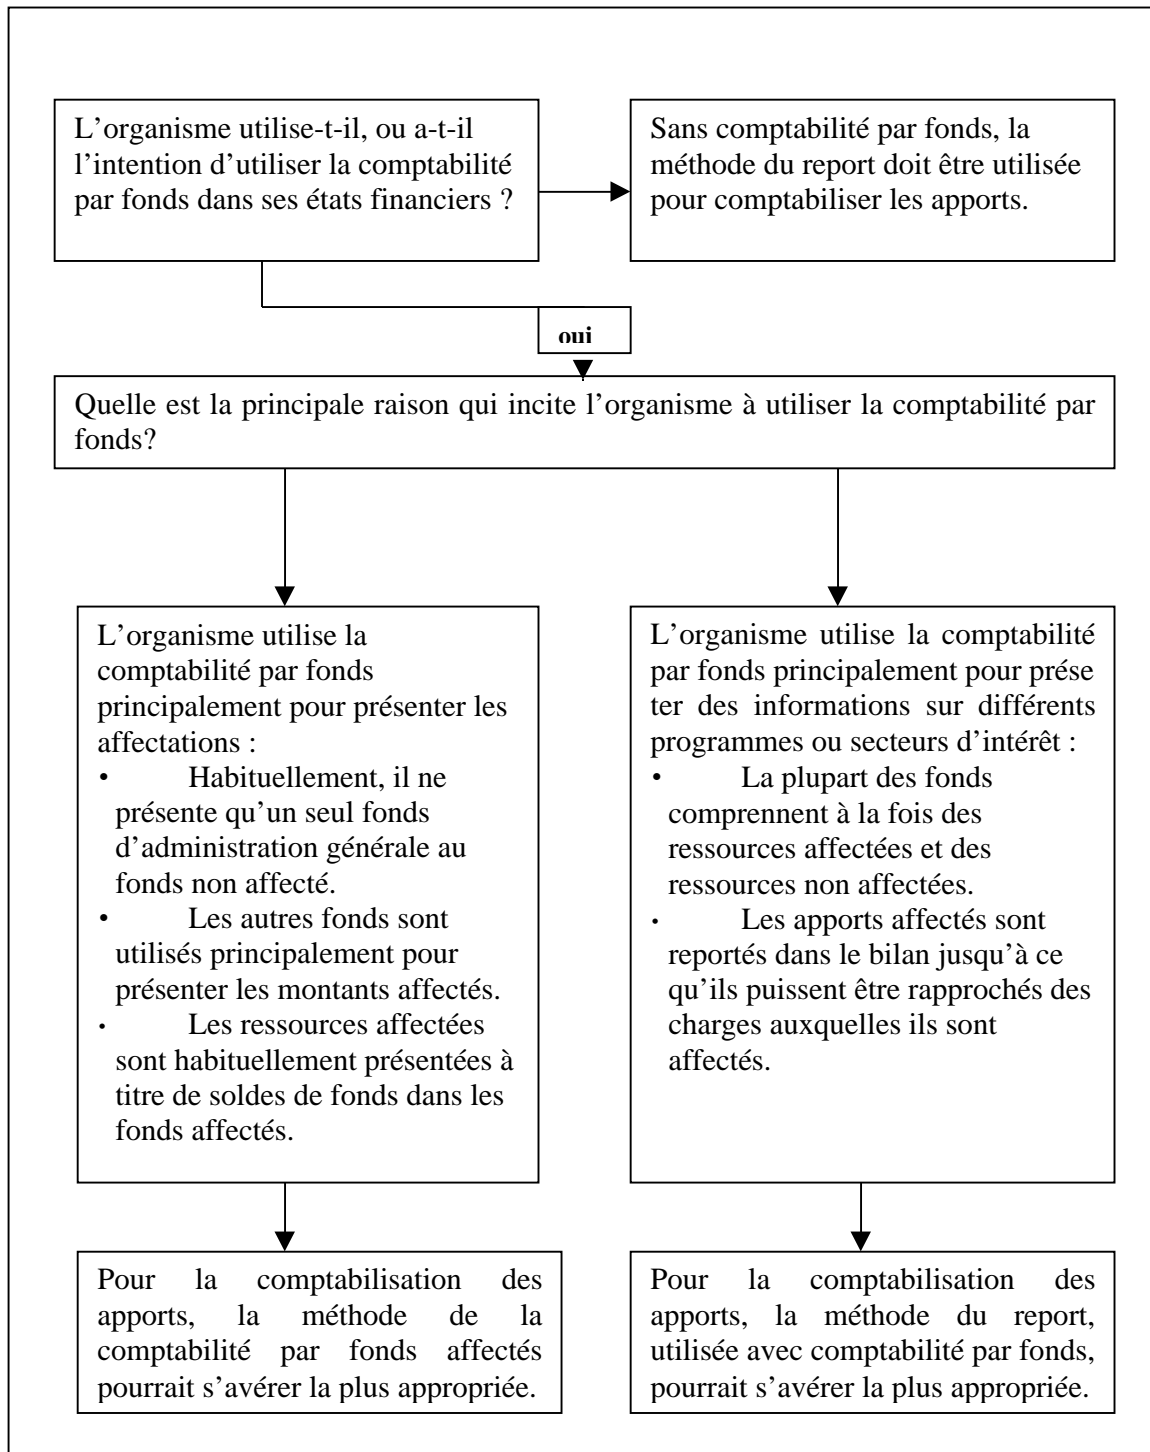 L’organisme utilise-t-il, ou a-t-il
l’intention d’utiliser la comptabilité
par fonds dans ses états financiers ?
Sans comptabilité par fonds, la
méthode du report doit être utilisée
pour comptabiliser les apports.
oui
Quelle est la principale raison qui incite l’organisme à utiliser la comptabilité par
fonds?
L’organisme utilise la
comptabilité par fonds
principalement pour présenter les
affectations :
• Habituellement, il ne
présente qu’un seul fonds
d’administration générale au
fonds non affecté.
• Les autres fonds sont
utilisés principalement pour
présenter les montants affectés.
• Les ressources affectées
sont habituellement présentées à
titre de soldes de fonds dans les
fonds affectés.
L’organisme utilise la comptabilité
par fonds principalement pour prése
ter des informations sur différents
programmes ou secteurs d’intérêt :
• La plupart des fonds
comprennent à la fois des
ressources affectées et des
ressources non affectées.
• Les apports affectés sont
reportés dans le bilan jusqu’à ce
qu’ils puissent être rapprochés des
charges auxquelles ils sont
affectés.
Pour la comptabilisation des
apports, la méthode de la
comptabilité par fonds affectés
pourrait s’avérer la plus appropriée.
Pour la comptabilisation des
apports, la méthode du report,
utilisée avec comptabilité par fonds,
pourrait s’avérer la plus appropriée.